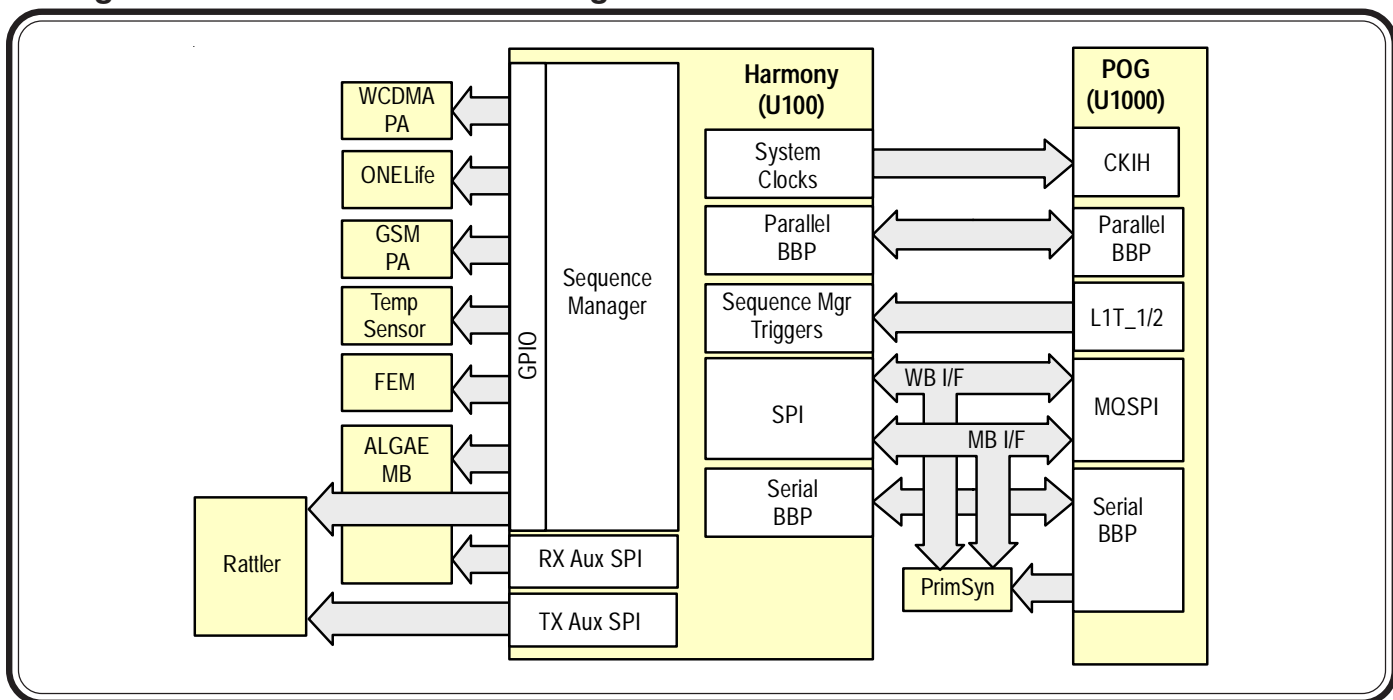 WCDMA
PA
ONELife
GSM
PA
Temp
Sensor
FEM
ALGAE
MB
Rattler
GPIO
Sequence
Manager
RX Aux SPI
TX Aux SPI
Harmony
(U100)
System
Clocks
Parallel
BBP
Sequence Mgr
Triggers
SPI
Serial
BBP
WB I/F
MB I/F
PrimSyn
POG
(U1000)
CKIH
Parallel
BBP
L1T_1/2
MQSPI
Serial
BBP